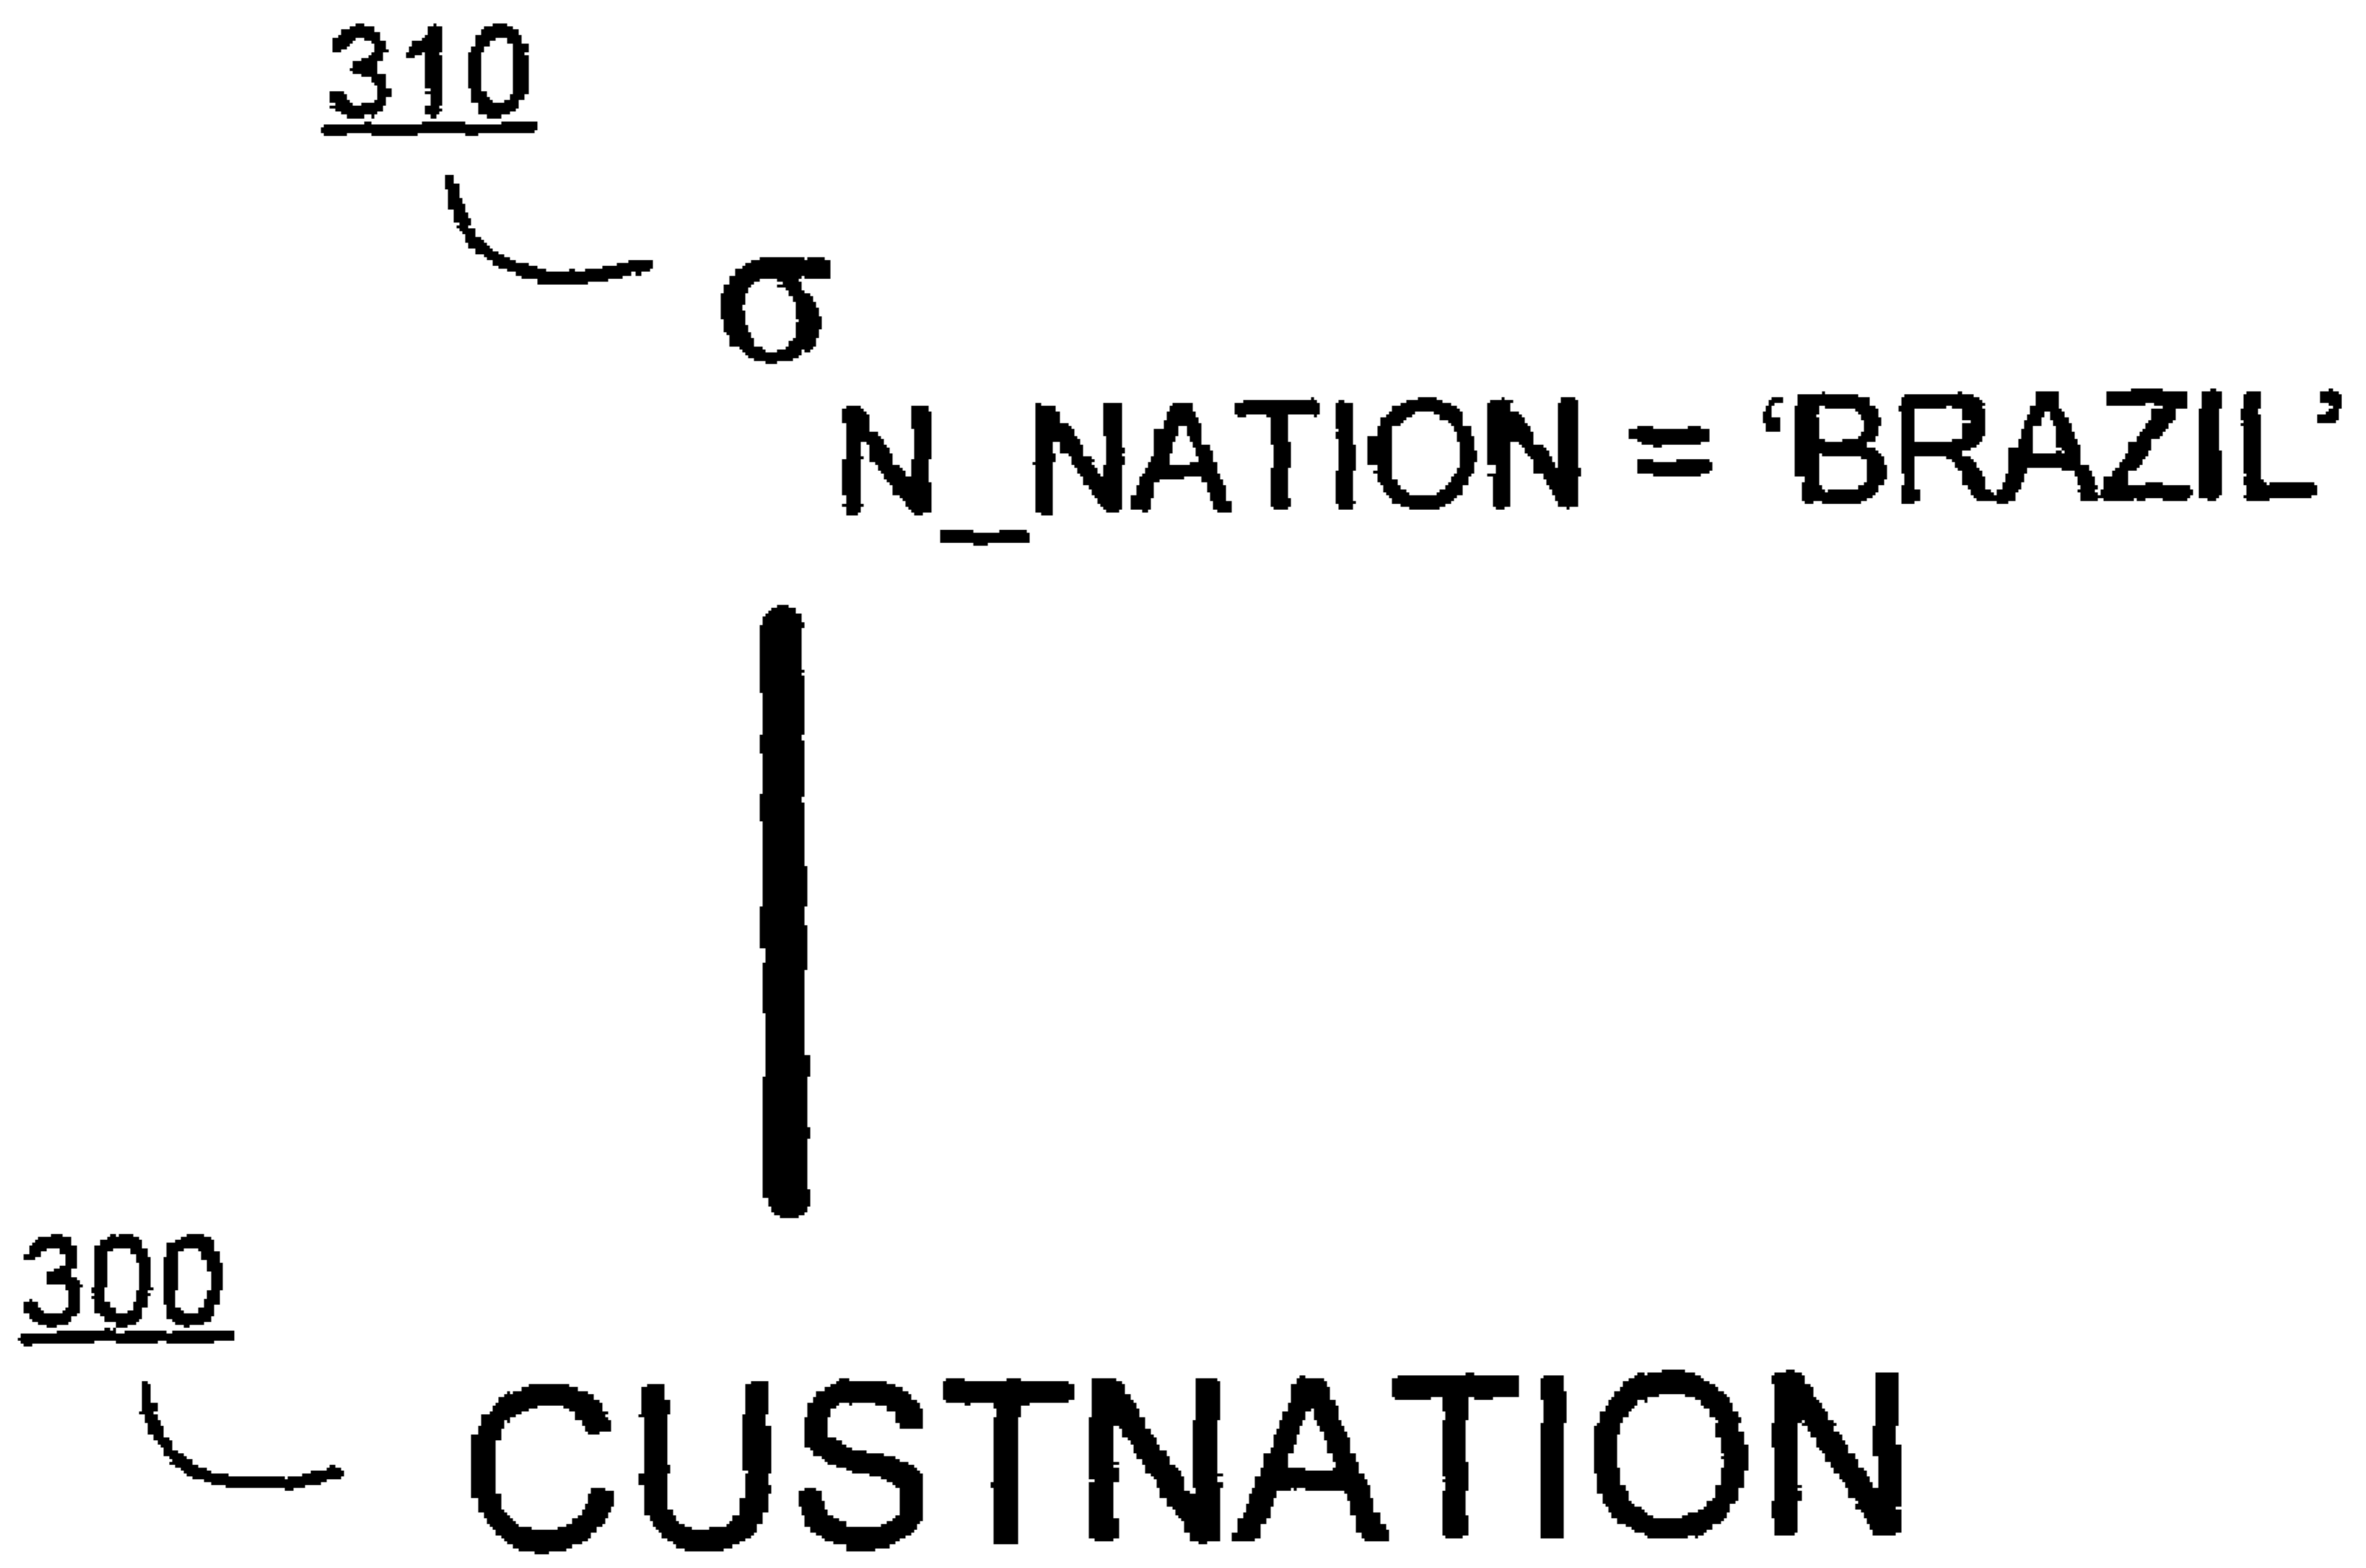 310
σ
N_NATION = ‘BRAZIL’
300
CUSTNATION